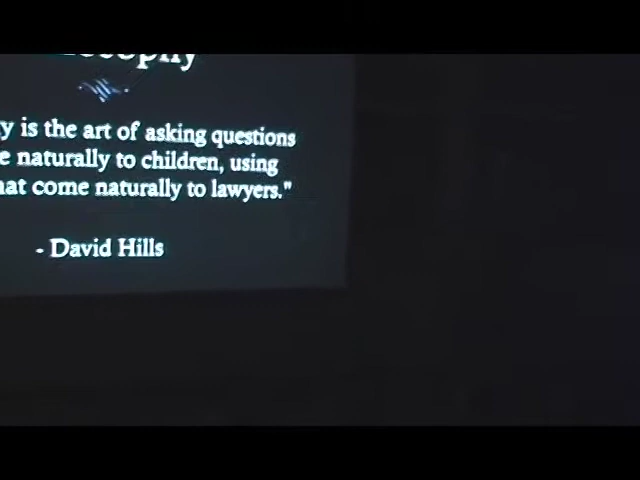 y is the art of asking questions
e naturally to children, using
hat come naturally to lawyers."
- David Hills